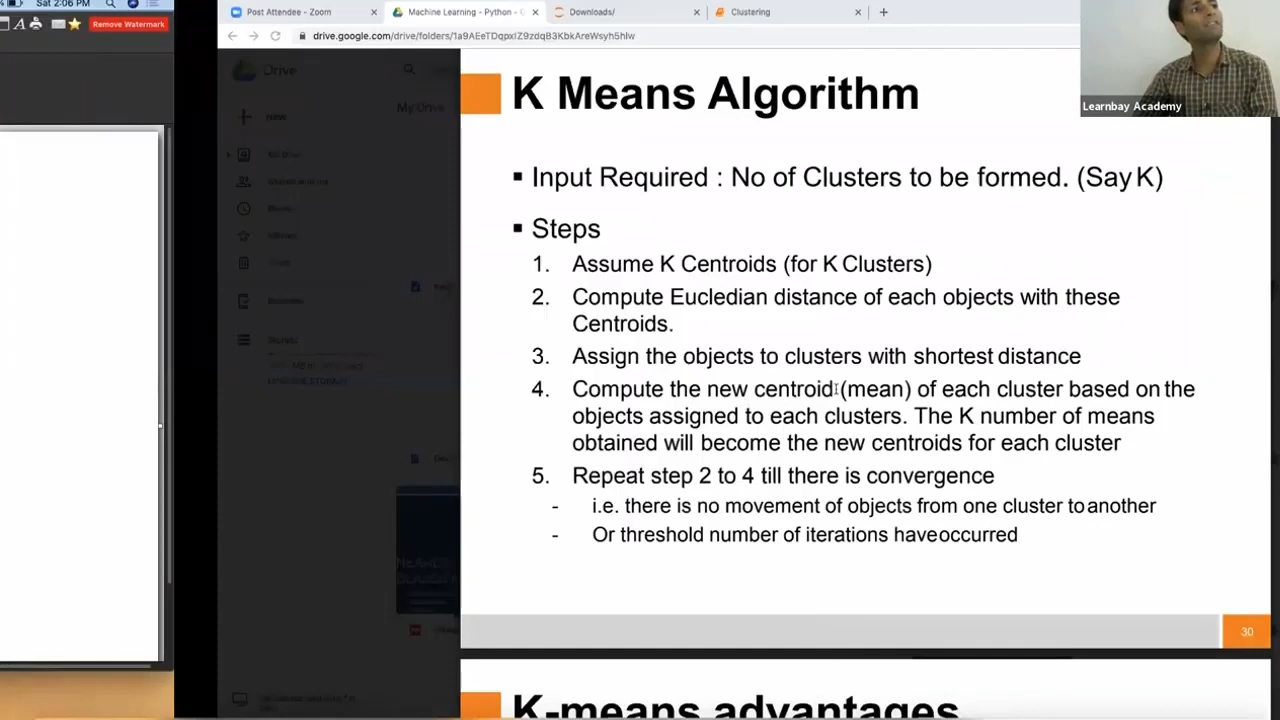 Sat 2:06 PM
Remove Watermark
Post Attendee - Zoom
Machine Learning - Python -
Downloads/
Clustering
drive.google.com/drive/folders/1a9AEeTDqpxIZ9zdqB3KbkAreWsyh5hIw
Drive
My Drive
Learnbay Academy
K Means Algorithm
▪ Input Required : No of Clusters to be formed. (Say K)
▪ Steps
1. Assume K Centroids (for K Clusters)
2. Compute Eucledian distance of each objects with these
Centroids.
3. Assign the objects to clusters with shortest distance
4. Compute the new centroid (mean) of each cluster based on the
objects assigned to each clusters. The K number of means
obtained will become the new centroids for each cluster
5. Repeat step 2 to 4 till there is convergence
- i.e. there is no movement of objects from one cluster to another
- Or threshold number of iterations have occurred
30
K-means advantages